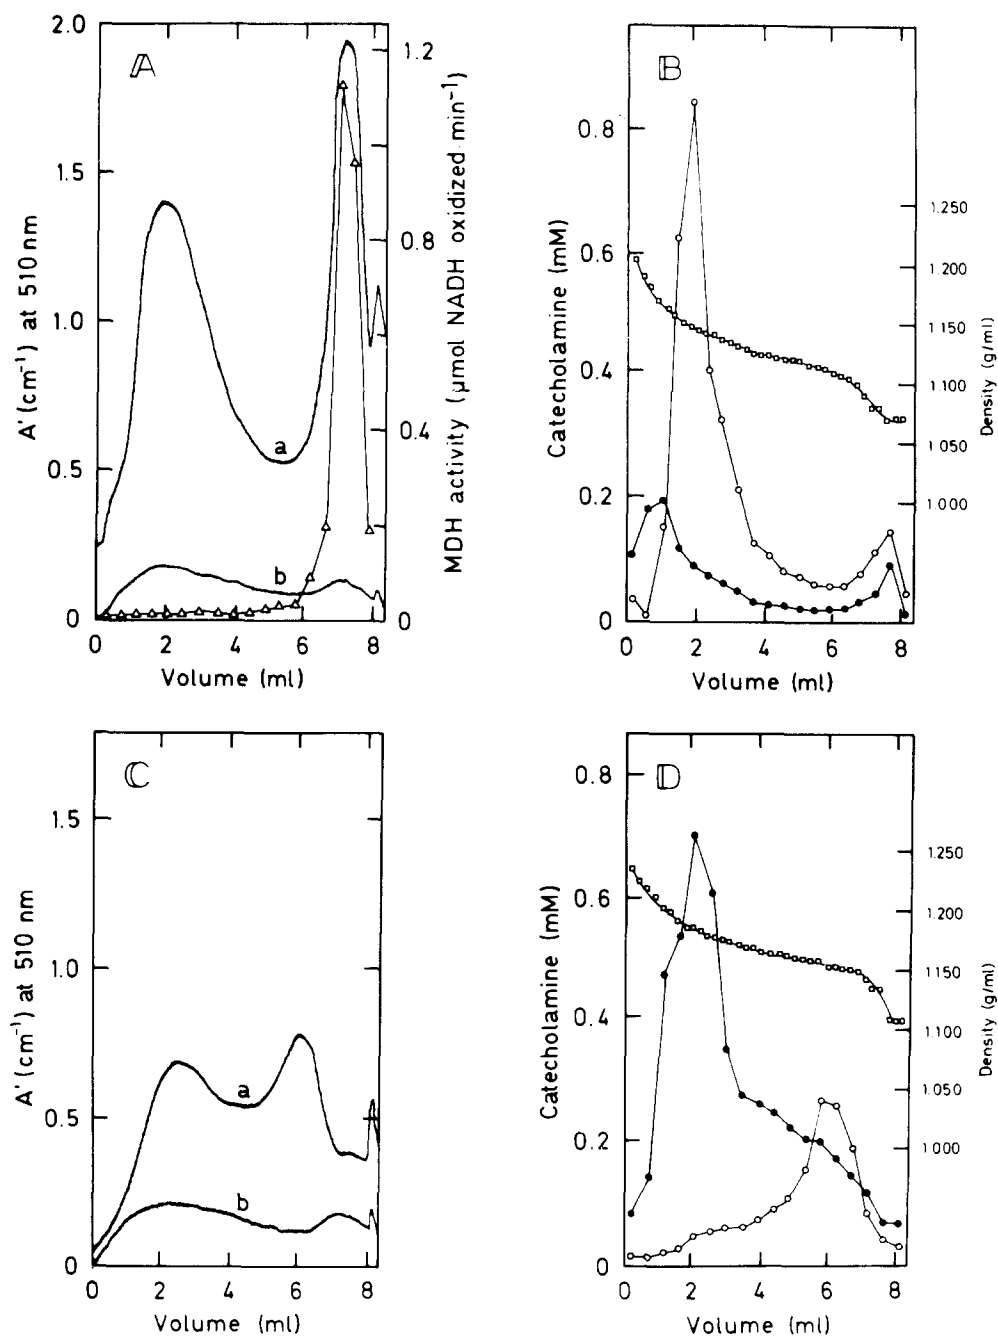 A
2.0
1.5
1.0
0.5
0
A' (cm⁻¹) at 510 nm
1.2
0.8
0.4
0
MDH activity (µmol NADH oxidized min⁻¹)
a
b
0 2 4 6 8
Volume (ml)
B
0.8
0.6
0.4
0.2
0
Catecholamine (mM)
1.250
1.200
1.150
1.100
1.050
1.000
Density (g/ml)
0 2 4 6 8
Volume (ml)
C
1.5
1.0
0.5
0
A' (cm⁻¹) at 510 nm
a
b
0 2 4 6 8
Volume (ml)
D
0.8
0.6
0.4
0.2
0
Catecholamine (mM)
1.250
1.200
1.150
1.100
1.050
1.000
Density (g/ml)
0 2 4 6 8
Volume (ml)